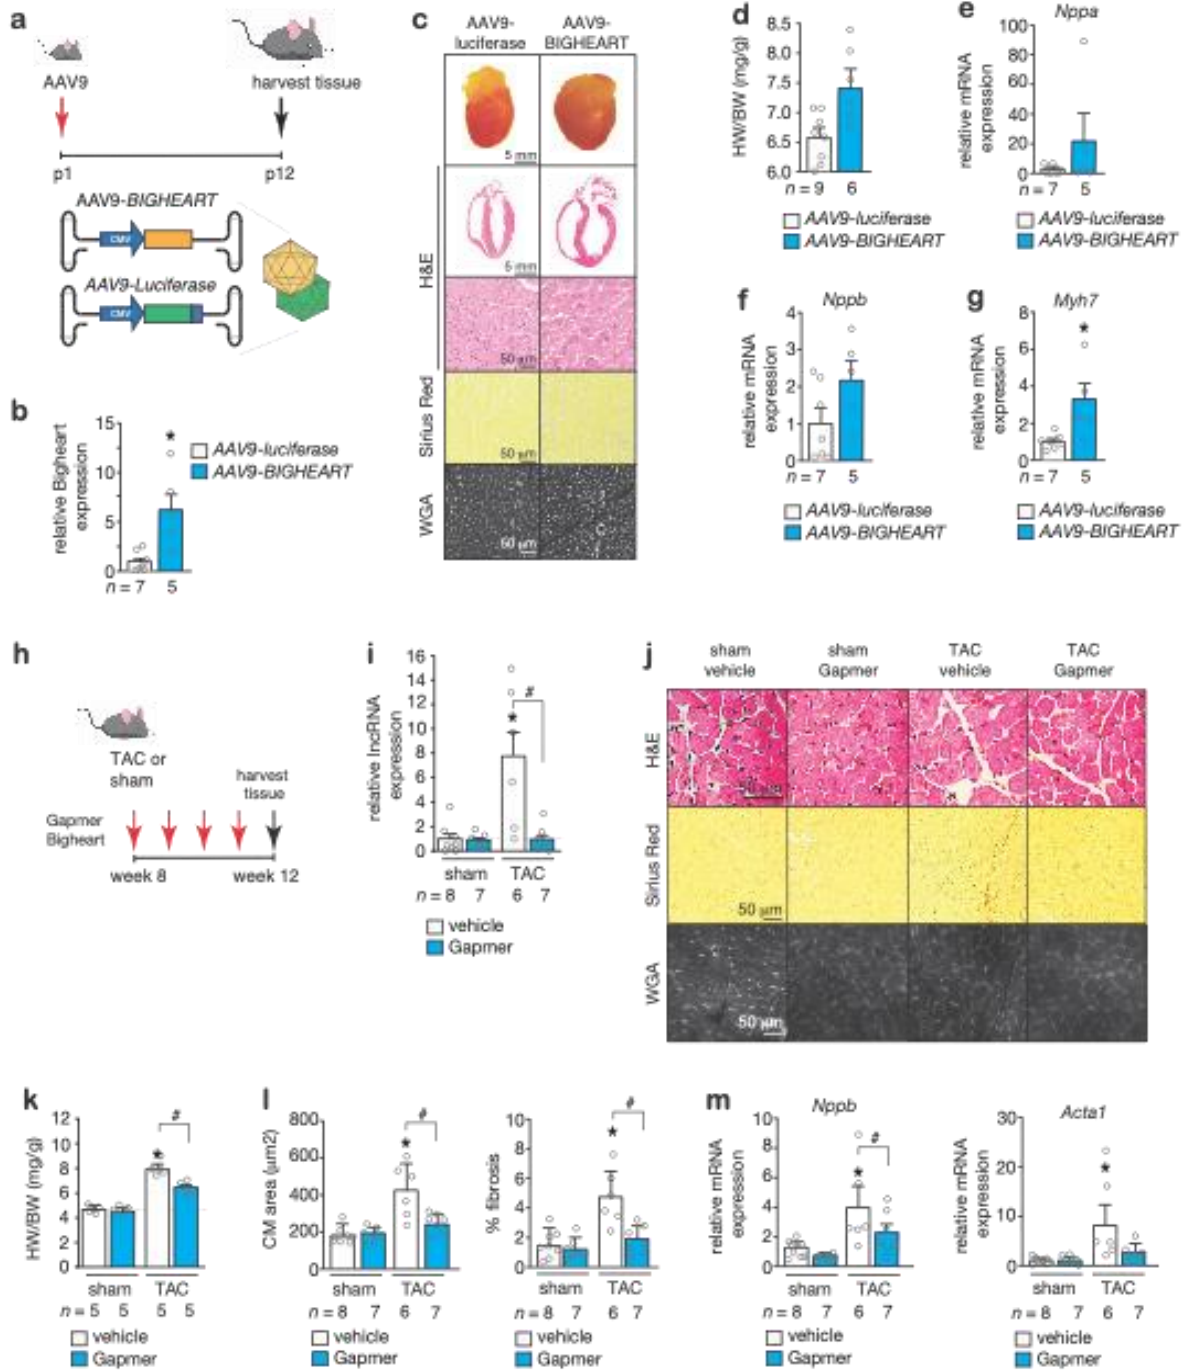 a
AAV9
harvest tissue
p1
p12
AAV9-BIGHEART
CMV
AAV9-Luciferase
CMV
b
relative Bigheart
expression
15
10
5
0
★
n = 7 5
AAV9-luciferase
AAV9-BIGHEART
c
AAV9-
luciferase
AAV9-
BIGHEART
5 mm
H&E
5 mm
50 µm
Sirius Red
50 µm
WGA
50 µm
d
HW/BW (mg/g)
8.5
8.0
7.5
7.0
6.5
6.0
n = 9 6
AAV9-luciferase
AAV9-BIGHEART
e
Nppa
relative mRNA
expression
100
80
60
40
20
0
n = 7 5
AAV9-luciferase
AAV9-BIGHEART
f
Nppb
relative mRNA
expression
4
3
2
1
0
n = 7 5
AAV9-luciferase
AAV9-BIGHEART
g
Myh7
relative mRNA
expression
8
6
4
2
0
★
n = 7 5
AAV9-luciferase
AAV9-BIGHEART
h
TAC or
sham
harvest
tissue
Gapmer
Bigheart
week 8
week 12
i
relative lncRNA
expression
16
14
12
10
8
6
4
2
0
★
#
sham TAC
n = 8 7 6 7
vehicle
Gapmer
j
sham
vehicle
sham
Gapmer
TAC
vehicle
TAC
Gapmer
H&E
Sirius Red
50 µm
WGA
50 µm
k
HW/BW (mg/g)
12
10
8
6
4
2
0
★
#
sham TAC
n = 5 5 5 5
vehicle
Gapmer
l
CM area (µm2)
800
600
400
200
0
★
#
sham TAC
n = 8 7 6 7
vehicle
Gapmer
% fibrosis
10
8
6
4
2
0
★
#
sham TAC
n = 8 7 6 7
vehicle
Gapmer
m
Nppb
relative mRNA
expression
10
8
6
4
2
0
★
#
sham TAC
n = 8 7 6 7
vehicle
Gapmer
Acta1
relative mRNA
expression
30
20
10
0
★
sham TAC
n = 8 7 6 7
vehicle
Gapmer